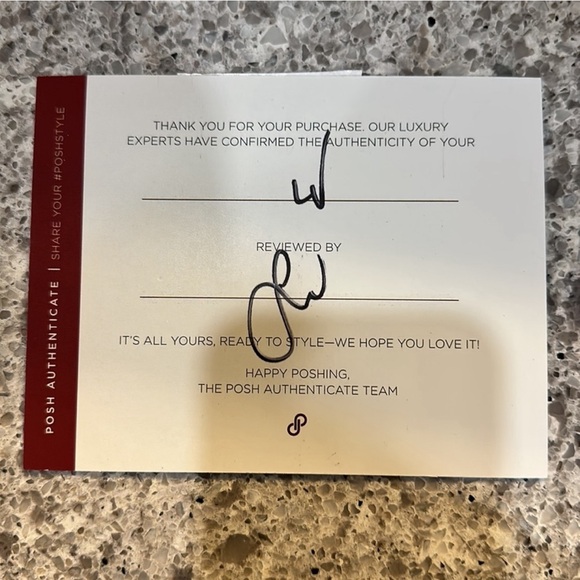 THANK YOU FOR YOUR PURCHASE. OUR LUXURY
EXPERTS HAVE CONFIRMED THE AUTHENTICITY OF YOUR
REVIEWED BY
IT'S ALL YOURS, READY TO STYLE—WE HOPE YOU LOVE IT!
HAPPY POSHING,
THE POSH AUTHENTICATE TEAM
POSH AUTHENTICATE | SHARE YOUR #POSHSTYLE